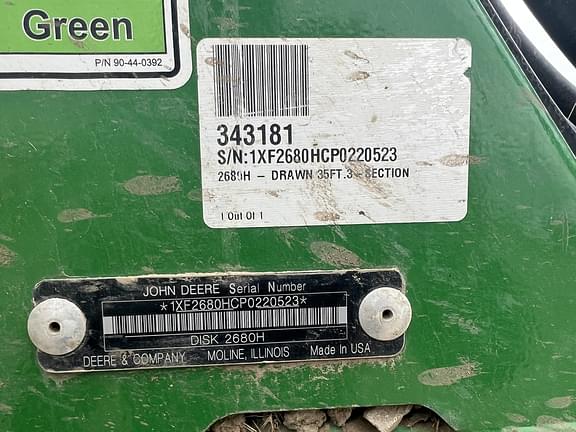 Green
P/N 90-44-0392
343181
S/N:1XF2680HCP0220523
2680H - DRAWN 35FT.3-SECTION
1 Of 1
JOHN DEERE Serial Number
*1XF2680HCP0220523*
DISK 2680H
DEERE & COMPANY MOLINE, ILLINOIS Made In USA